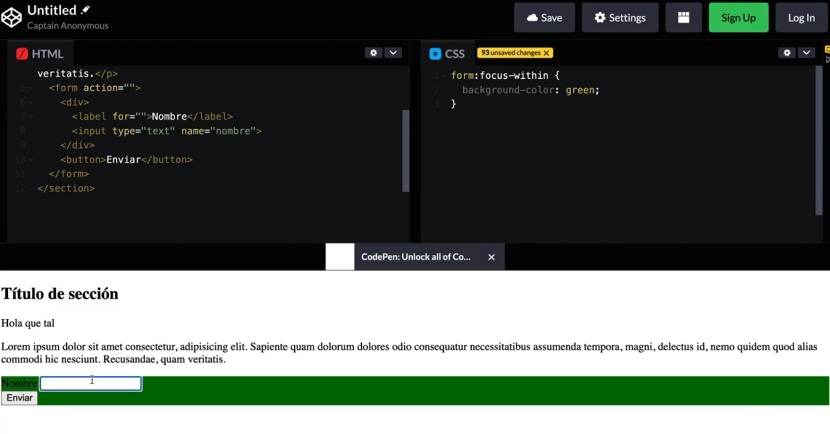 Untitled
Captain Anonymous
Save
Settings
Sign Up
Log In
HTML
CSS
93 unsaved changes X
veritatis.</p>
5 <form action="">
6 <div>
7 <label for="">Nombre</label>
8 <input type="text" name="nombre">
9 </div>
10 <button>Enviar</button>
11 </form>
12 </section>
1 form:focus-within {
2 background-color: green;
3 }
CodePen: Unlock all of Co... X
Título de sección
Hola que tal
Lorem ipsum dolor sit amet consectetur, adipisicing elit. Sapiente quam dolorum dolores odio consequatur necessitatibus assumenda tempora, magni, delectus id, nemo quidem quod alias
commodi hic nesciunt. Recusandae, quam veritatis.
Nombre
Enviar